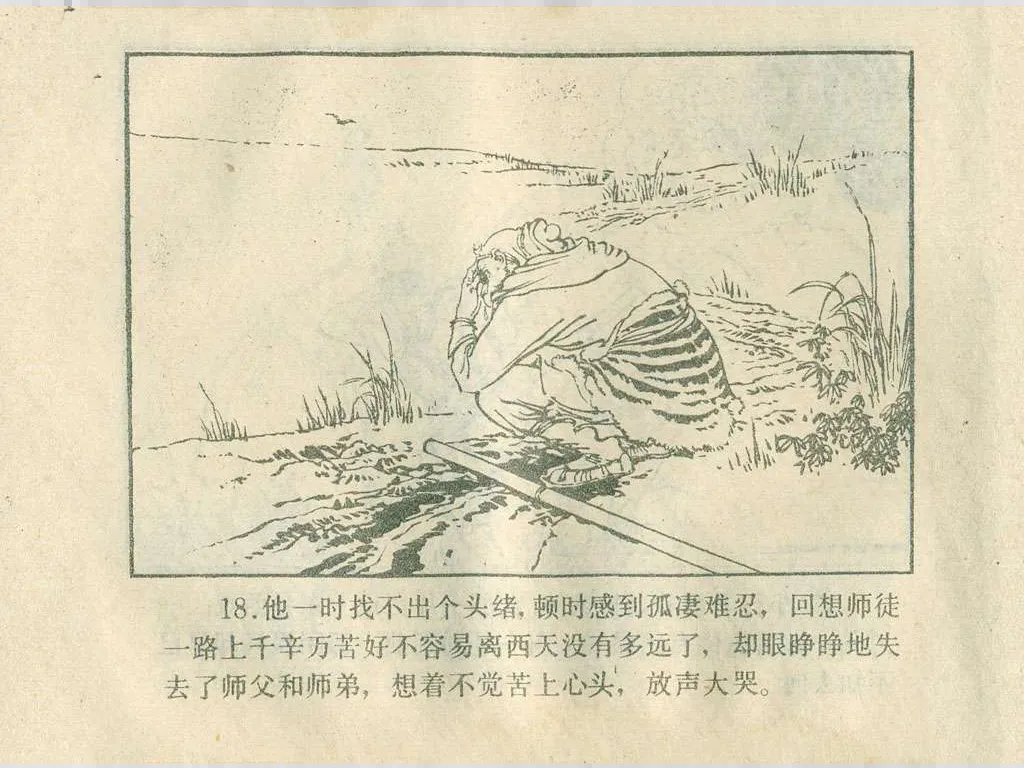 18.他一时找不出个头绪，顿时感到孤凄难忍，回想师徒
一路上千辛万苦好不容易离西天没有多远了，却眼睁睁地失
去了师父和师弟，想着不觉苦上心头，放声大哭。